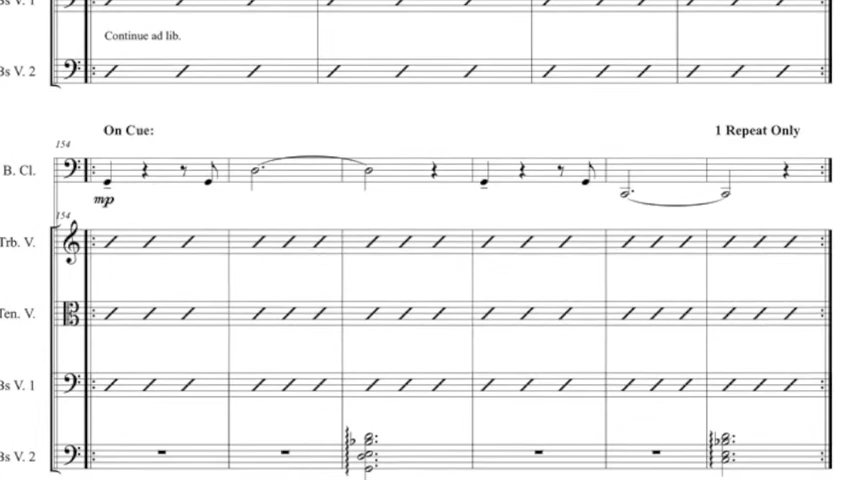 Bs V. 1
Continue ad lib.
Bs V. 2
On Cue:
1 Repeat Only
154
B. Cl.
mp
154
Trb. V.
Ten. V.
Bs V. 1
Bs V. 2